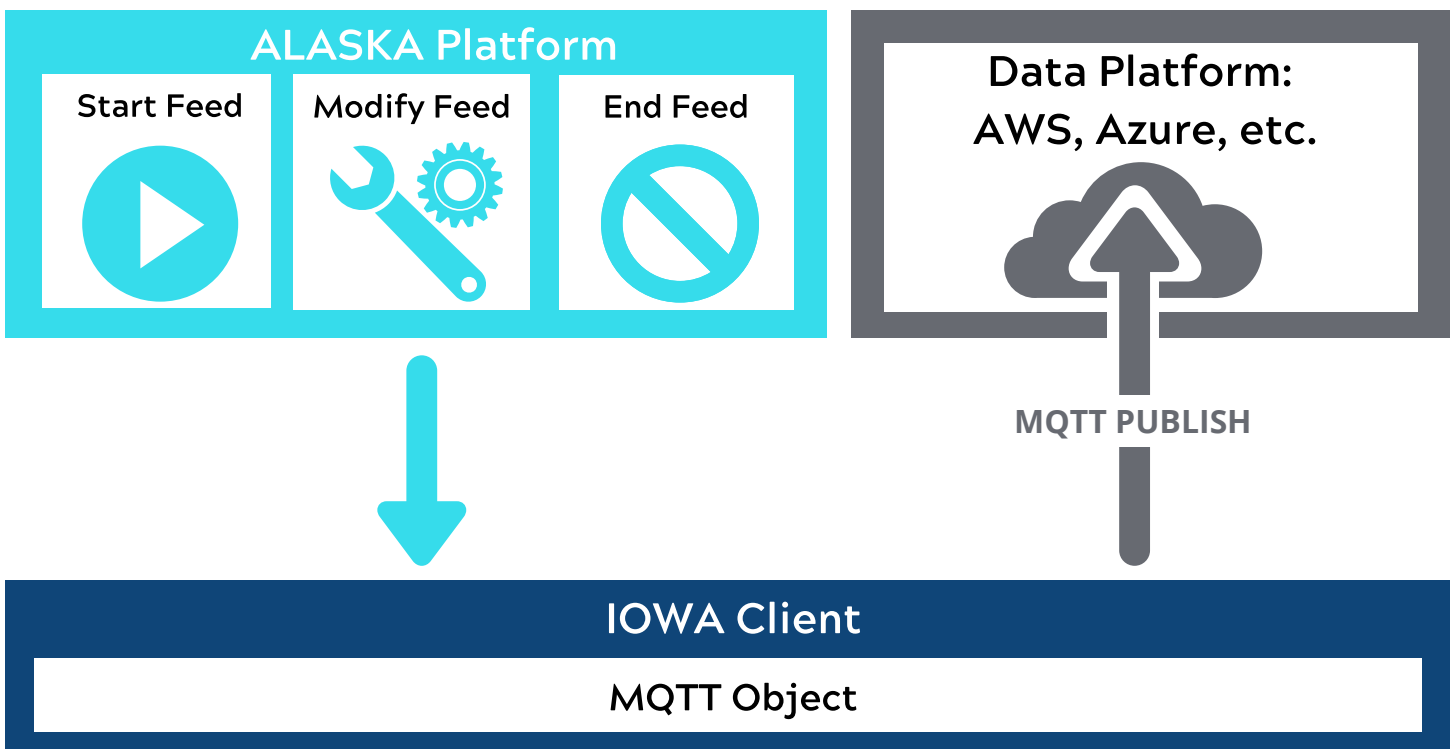 ALASKA Platform
Start Feed
Modify Feed
End Feed
Data Platform:
AWS, Azure, etc.
MQTT PUBLISH
IOWA Client
MQTT Object